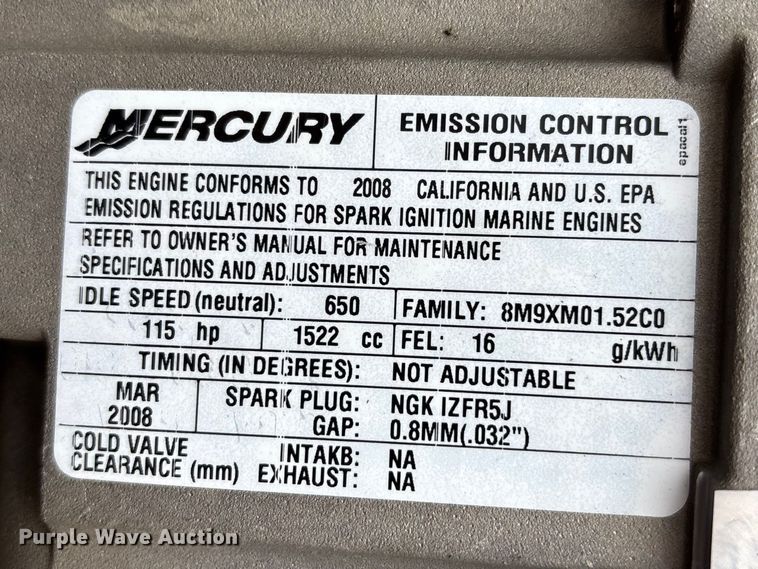 MERCURY
EMISSION CONTROL
INFORMATION
epacal1
THIS ENGINE CONFORMS TO 2008 CALIFORNIA AND U.S. EPA
EMISSION REGULATIONS FOR SPARK IGNITION MARINE ENGINES
REFER TO OWNER'S MANUAL FOR MAINTENANCE
SPECIFICATIONS AND ADJUSTMENTS
IDLE SPEED (neutral): 650 FAMILY: 8M9XM01.52C0
115 hp 1522 cc FEL: 16 g/kWh
TIMING (IN DEGREES): NOT ADJUSTABLE
MAR
2008
SPARK PLUG: NGK IZFR5J
GAP: 0.8MM(.032")
COLD VALVE
CLEARANCE (mm)
INTAKB: NA
EXHAUST: NA
Purple Wave Auction